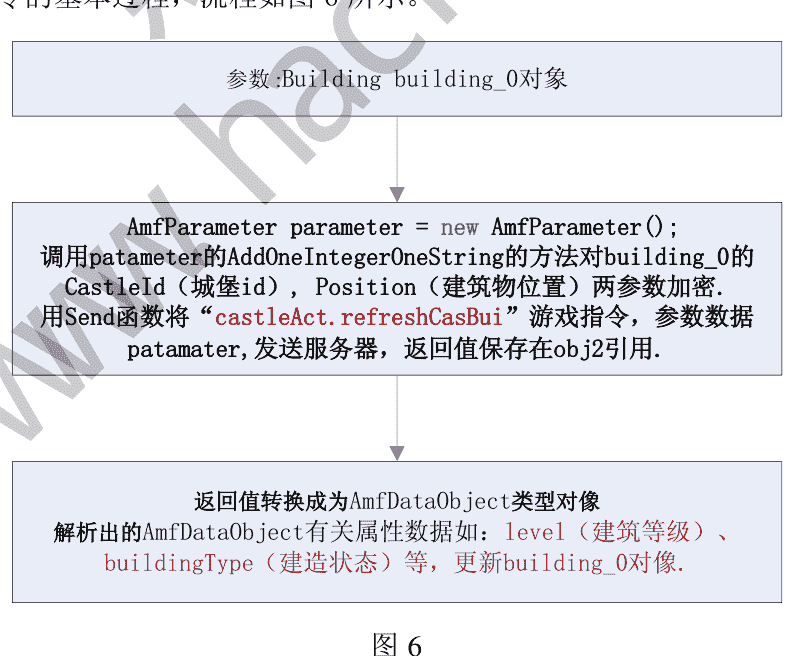 令的基本过程，流程如图 6 所示。
参数:Building building_0对象
AmfParameter parameter = new AmfParameter();
调用patameter的AddOneIntegerOneString的方法对building_0的
CastleId（城堡id）, Position（建筑物位置）两参数加密.
用Send函数将“castleAct.refreshCasBui”游戏指令，参数数据
patamater,发送服务器，返回值保存在obj2引用.
返回值转换成为AmfDataObject类型对像
解析出的AmfDataObject有关属性数据如：level（建筑等级）、
buildingType（建造状态）等，更新building_0对像.
图 6
www.hac